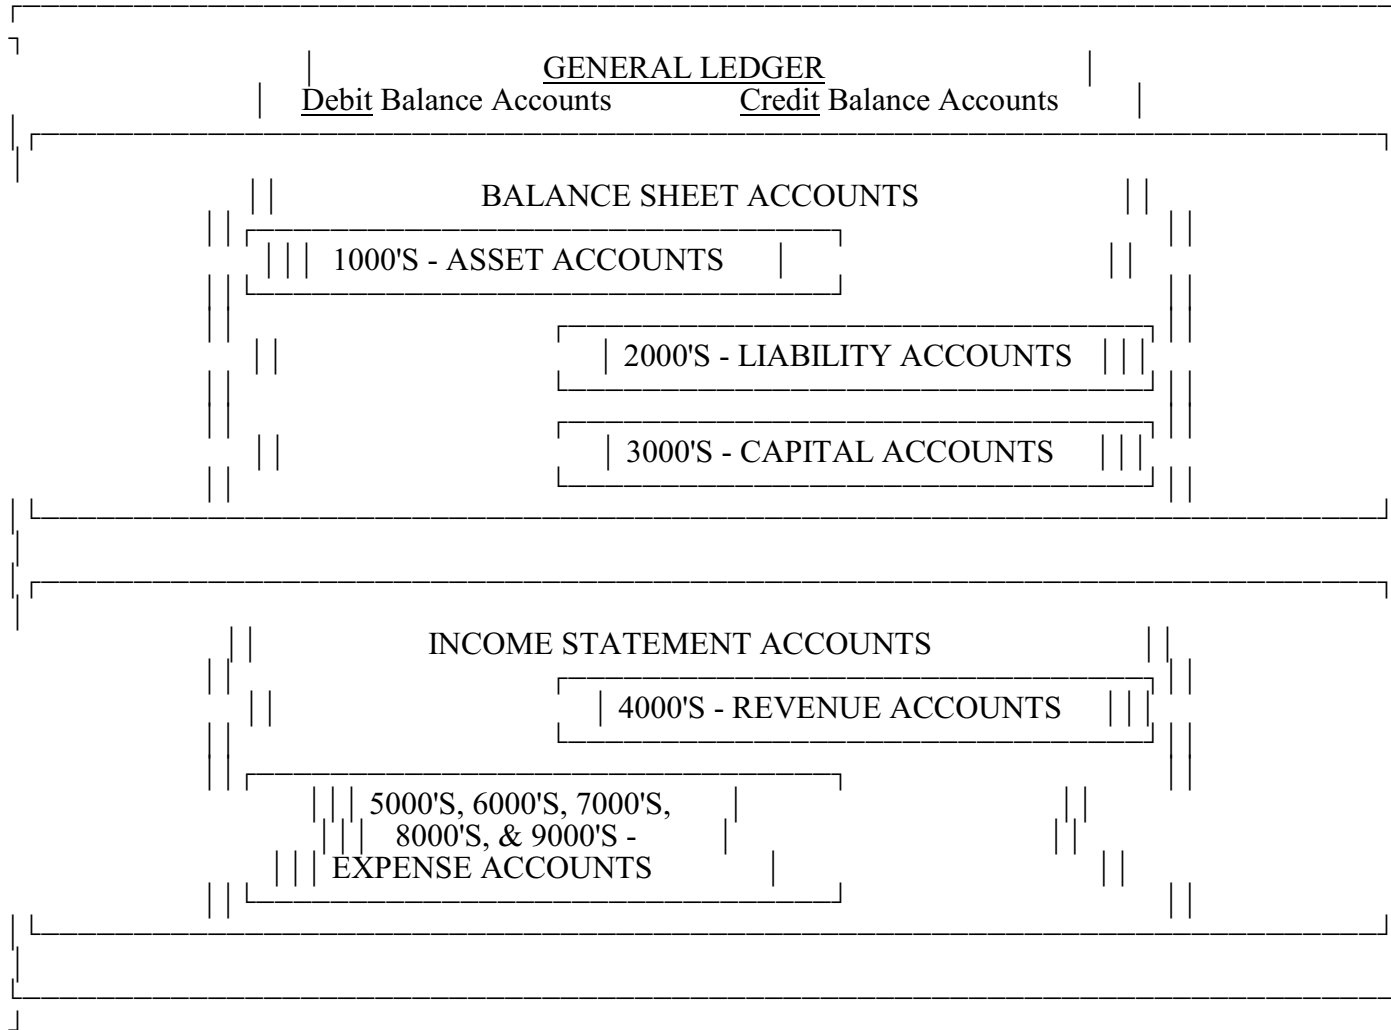 GENERAL LEDGER
Debit Balance Accounts Credit Balance Accounts
BALANCE SHEET ACCOUNTS
1000'S - ASSET ACCOUNTS
2000'S - LIABILITY ACCOUNTS
3000'S - CAPITAL ACCOUNTS
INCOME STATEMENT ACCOUNTS
4000'S - REVENUE ACCOUNTS
5000'S, 6000'S, 7000'S,
8000'S, & 9000'S -
EXPENSE ACCOUNTS